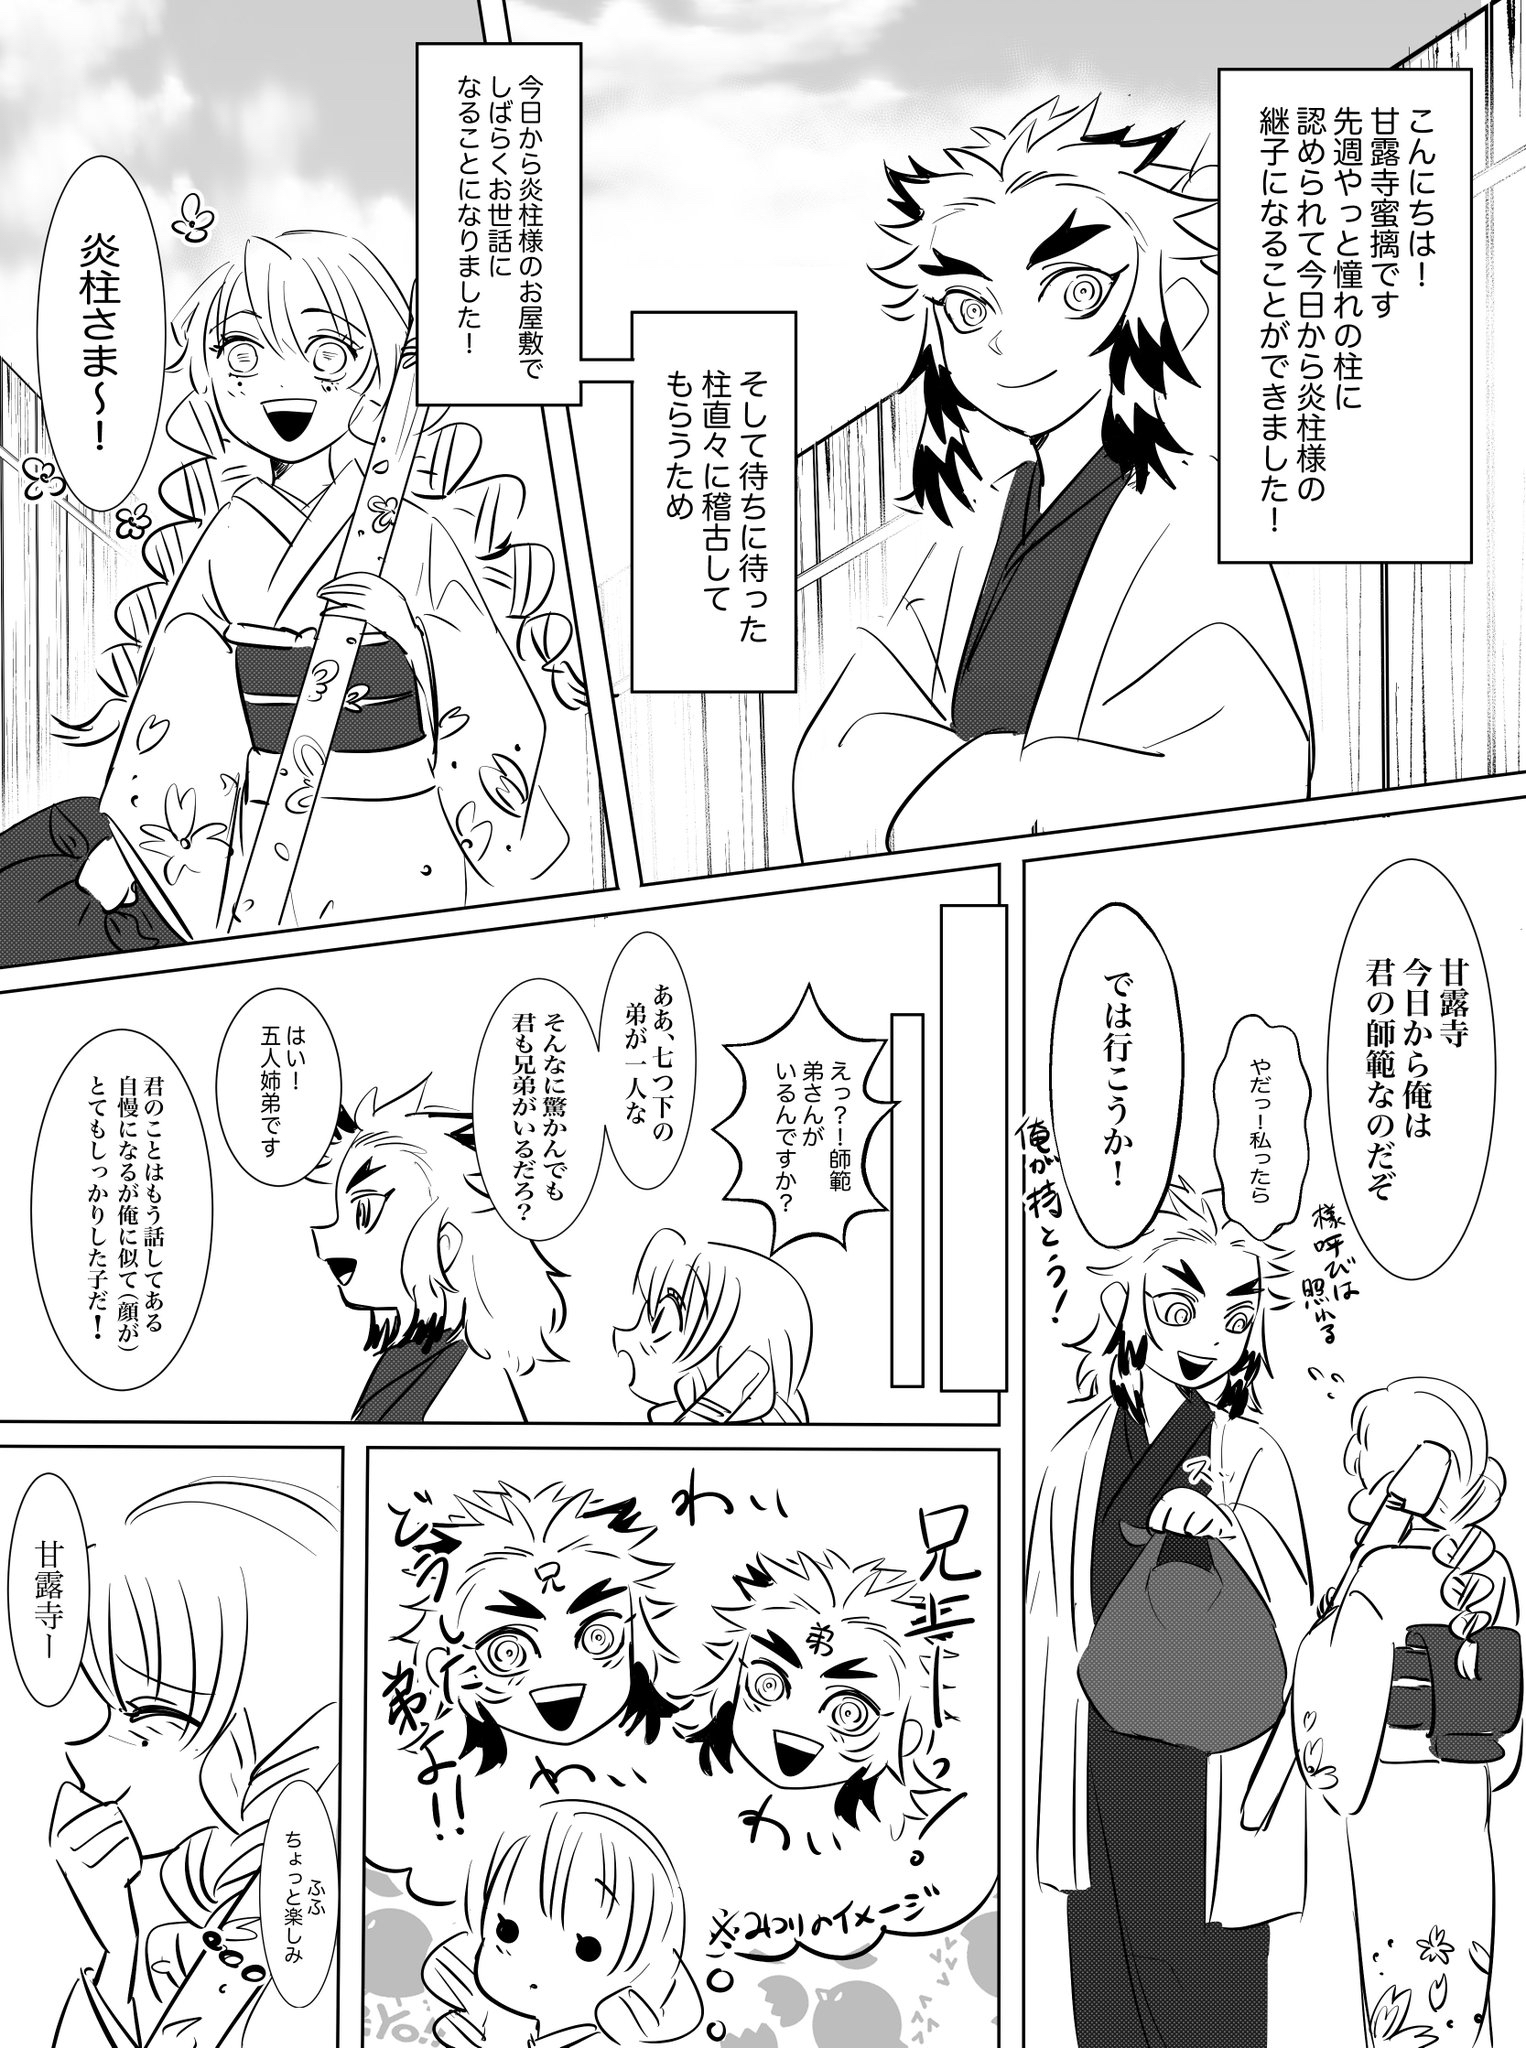 こんにちは！
甘露寺蜜璃です
先週やっと憧れの柱に
認められて今日から炎柱様の
継子になることができました！
そして待ちに待った
柱直々に稽古して
もらうため
今日から炎柱様のお屋敷で
しばらくお世話に
なることになりました！
炎柱さま～！
甘露寺
今日から俺は
君の師範なのだぞ
やだっー私ったら
様呼びは
照れる
では行こうか！
俺が持とう！
スッ
えっ？！師範
弟さんが
いるんですか？
ああ、七つ下の
弟が一人な
そんなに驚かんでも
君も兄弟がいるだろ？
はい！
五人姉弟です
君のことはもう話してある
自慢になるが俺に似て（顔が）
とてもしっかりした子だ！
兄上ーっ！
わいわい
わい
兄
弟
どうした
弟よ！！
※みつりのイメージ
甘露寺ー
ふふ
ちょっと楽しみ